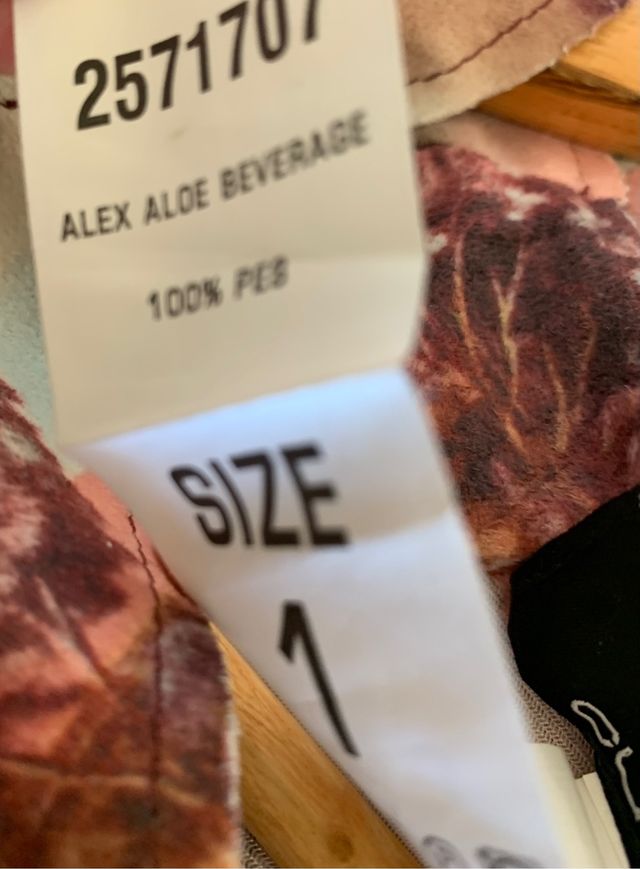 2571707
ALEX ALOE BEVERAGE
100% PES
SIZE
1